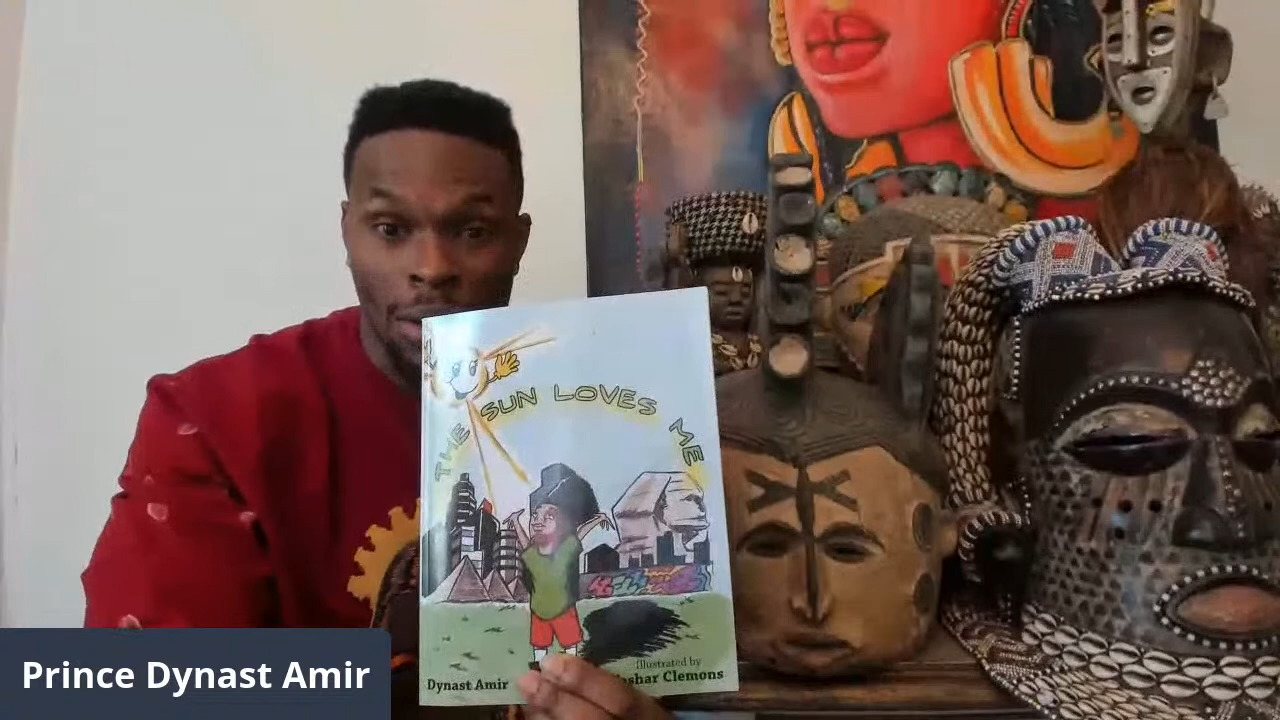 THE SUN LOVES ME
illustrated by
Dynast Amir
Clemons
Prince Dynast Amir